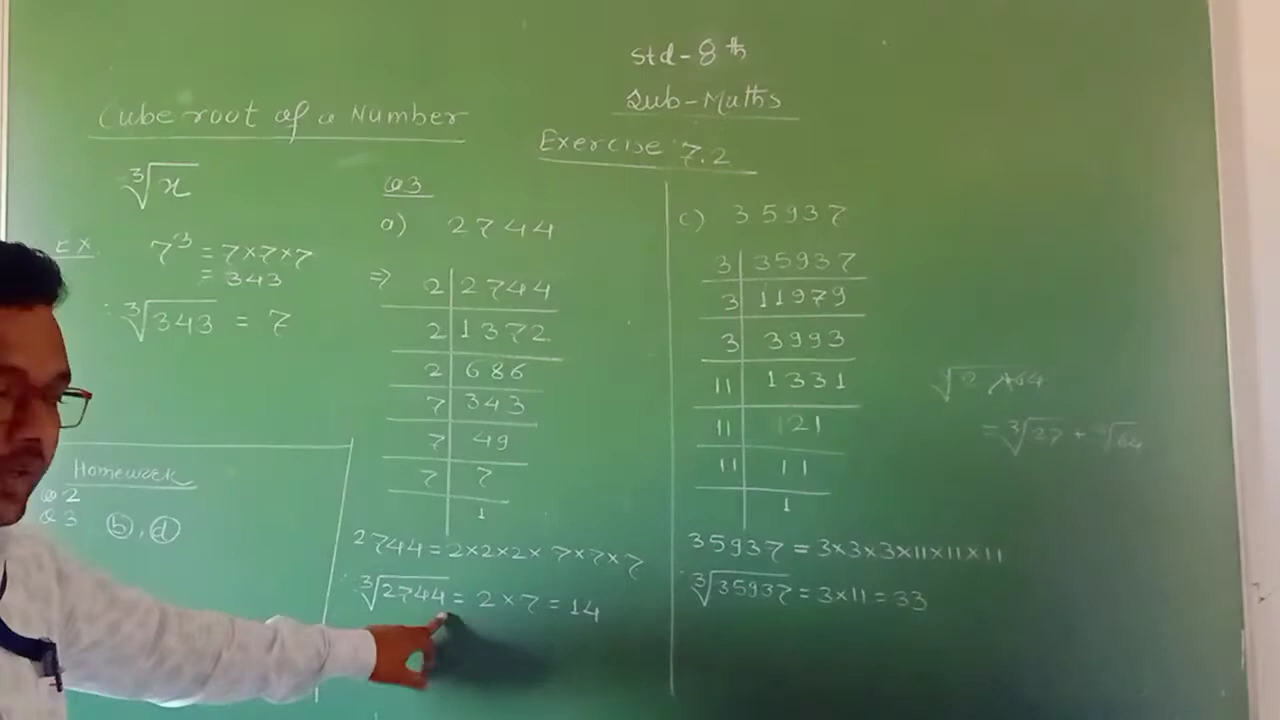 Std-8th
Sub-Maths
Exercise 7.2
Cube root of a Number
∛x
EX. 7³ = 7×7×7
= 343
∴ ∛343 = 7
Homework
Q2
Q3 ⓑ, ⓓ
Q3
a) 2744
⇒ 2 | 2744
2 | 1372
2 | 686
7 | 343
7 | 49
7 | 7
1
2744 = 2×2×2×7×7×7
∴ ∛2744 = 2×7 = 14
c) 35937
3 | 35937
3 | 11979
3 | 3993
11 | 1331
11 | 121
11 | 11
1
35937 = 3×3×3×11×11×11
∴ ∛35937 = 3×11 = 33
= ∛27 +